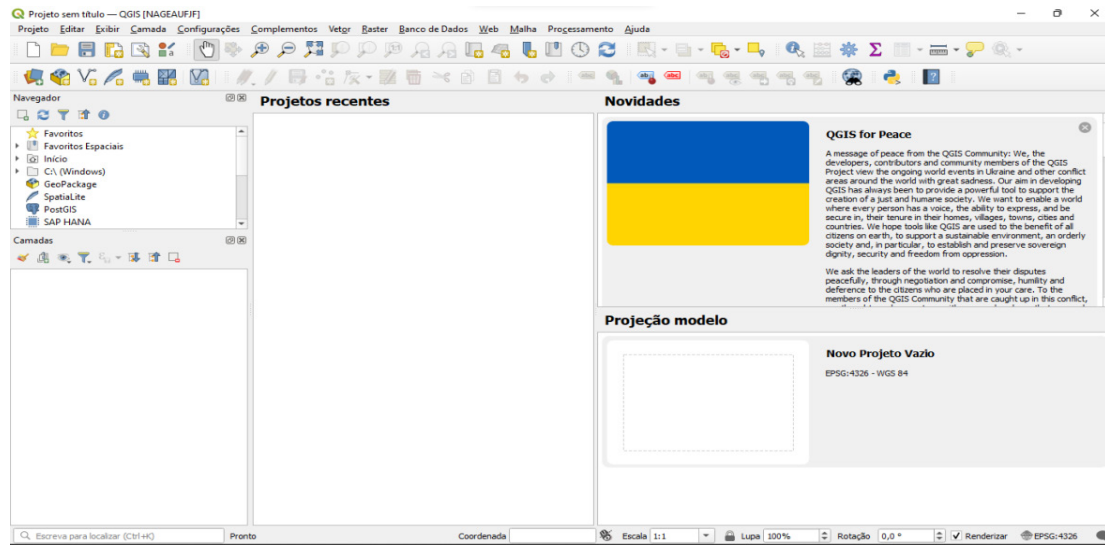 Projeto sem título — QGIS [NAGEAUFJF]
Projeto Editar Exibir Camada Configurações Complementos Vetor Raster Banco de Dados Web Malha Processamento Ajuda
Navegador
Favoritos
Favoritos Espaciais
Início
C:\ (Windows)
GeoPackage
SpatiaLite
PostGIS
SAP HANA
Camadas
Projetos recentes
Novidades
QGIS for Peace
A message of peace from the QGIS Community: We, the
developers, contributors and community members of the QGIS
Project view the ongoing world events in Ukraine and other conflict
areas around the world with great sadness. Our aim in developing
QGIS has always been to provide a powerful tool to support the
creation of a just and humane society. We want to enable a world
where every person has a voice, the ability to express, and be
secure in, their tenure in their homes, villages, towns, cities and
countries. We hope tools like QGIS are used to the benefit of all
citizens on earth, to support a sustainable environment, an orderly
society and, in particular, to establish and preserve sovereign
dignity, security and freedom from oppression.
We ask the leaders of the world to resolve their disputes
peacefully, through negotiation and compromise, humility and
deference to the citizens who are placed in your care. To the
members of the QGIS Community that are caught up in this conflict,
Projeção modelo
Novo Projeto Vazio
EPSG:4326 - WGS 84
Escreva para localizar (Ctrl+K) Pronto Coordenada Escala 1:1 Lupa 100% Rotação 0,0 ° Renderizar EPSG:4326